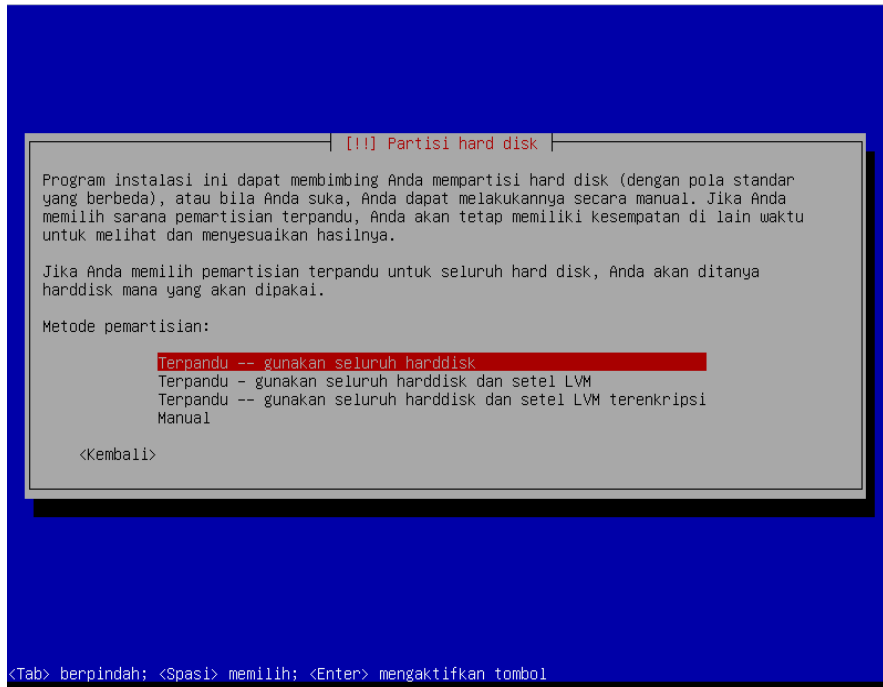 [!!] Partisi hard disk
Program instalasi ini dapat membimbing Anda mempartisi hard disk (dengan pola standar
yang berbeda), atau bila Anda suka, Anda dapat melakukannya secara manual. Jika Anda
memilih sarana pemartisian terpandu, Anda akan tetap memiliki kesempatan di lain waktu
untuk melihat dan menyesuaikan hasilnya.
Jika Anda memilih pemartisian terpandu untuk seluruh hard disk, Anda akan ditanya
harddisk mana yang akan dipakai.
Metode pemartisian:
Terpandu -- gunakan seluruh harddisk
Terpandu - gunakan seluruh harddisk dan setel LVM
Terpandu -- gunakan seluruh harddisk dan setel LVM terenkripsi
Manual
<Kembali>
<Tab> berpindah; <Spasi> memilih; <Enter> mengaktifkan tombol